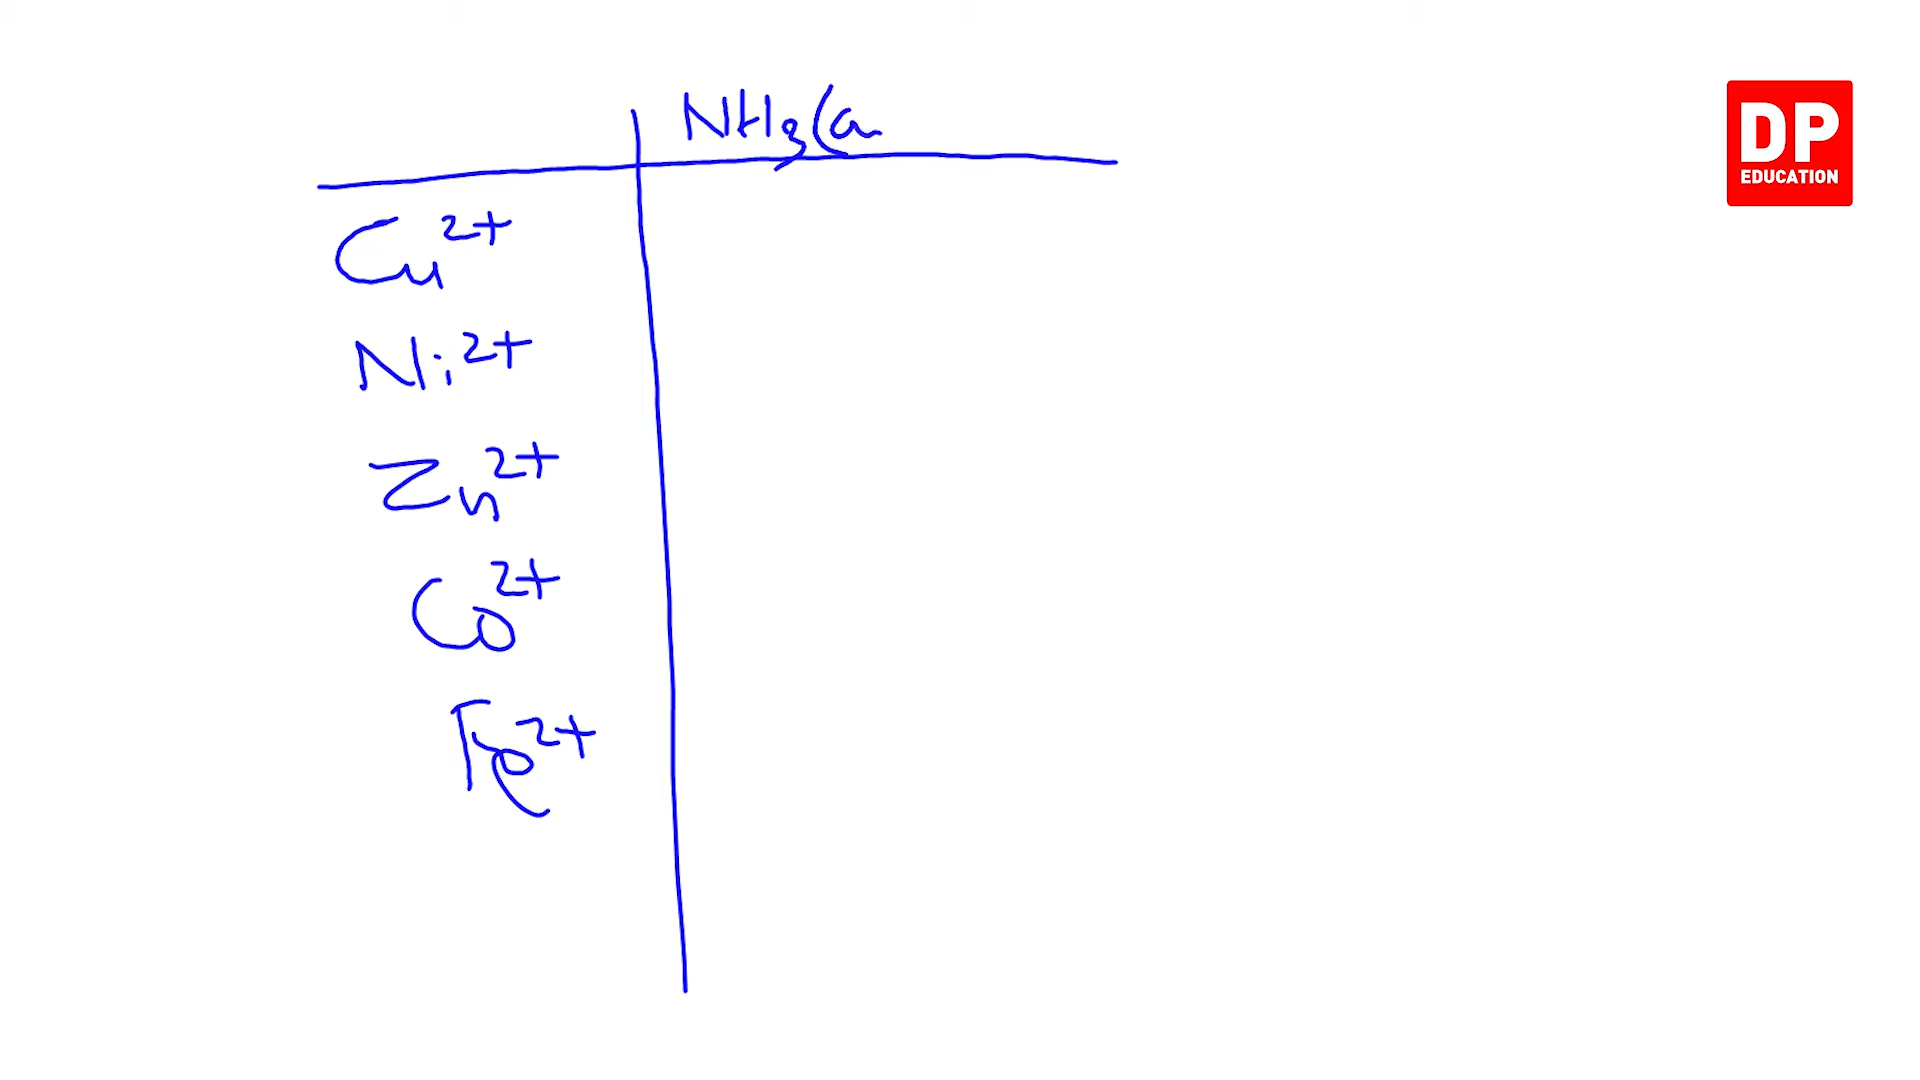 NH₃(a
Cu²⁺
Ni²⁺
Zn²⁺
Co²⁺
Fe²⁺
DP
EDUCATION